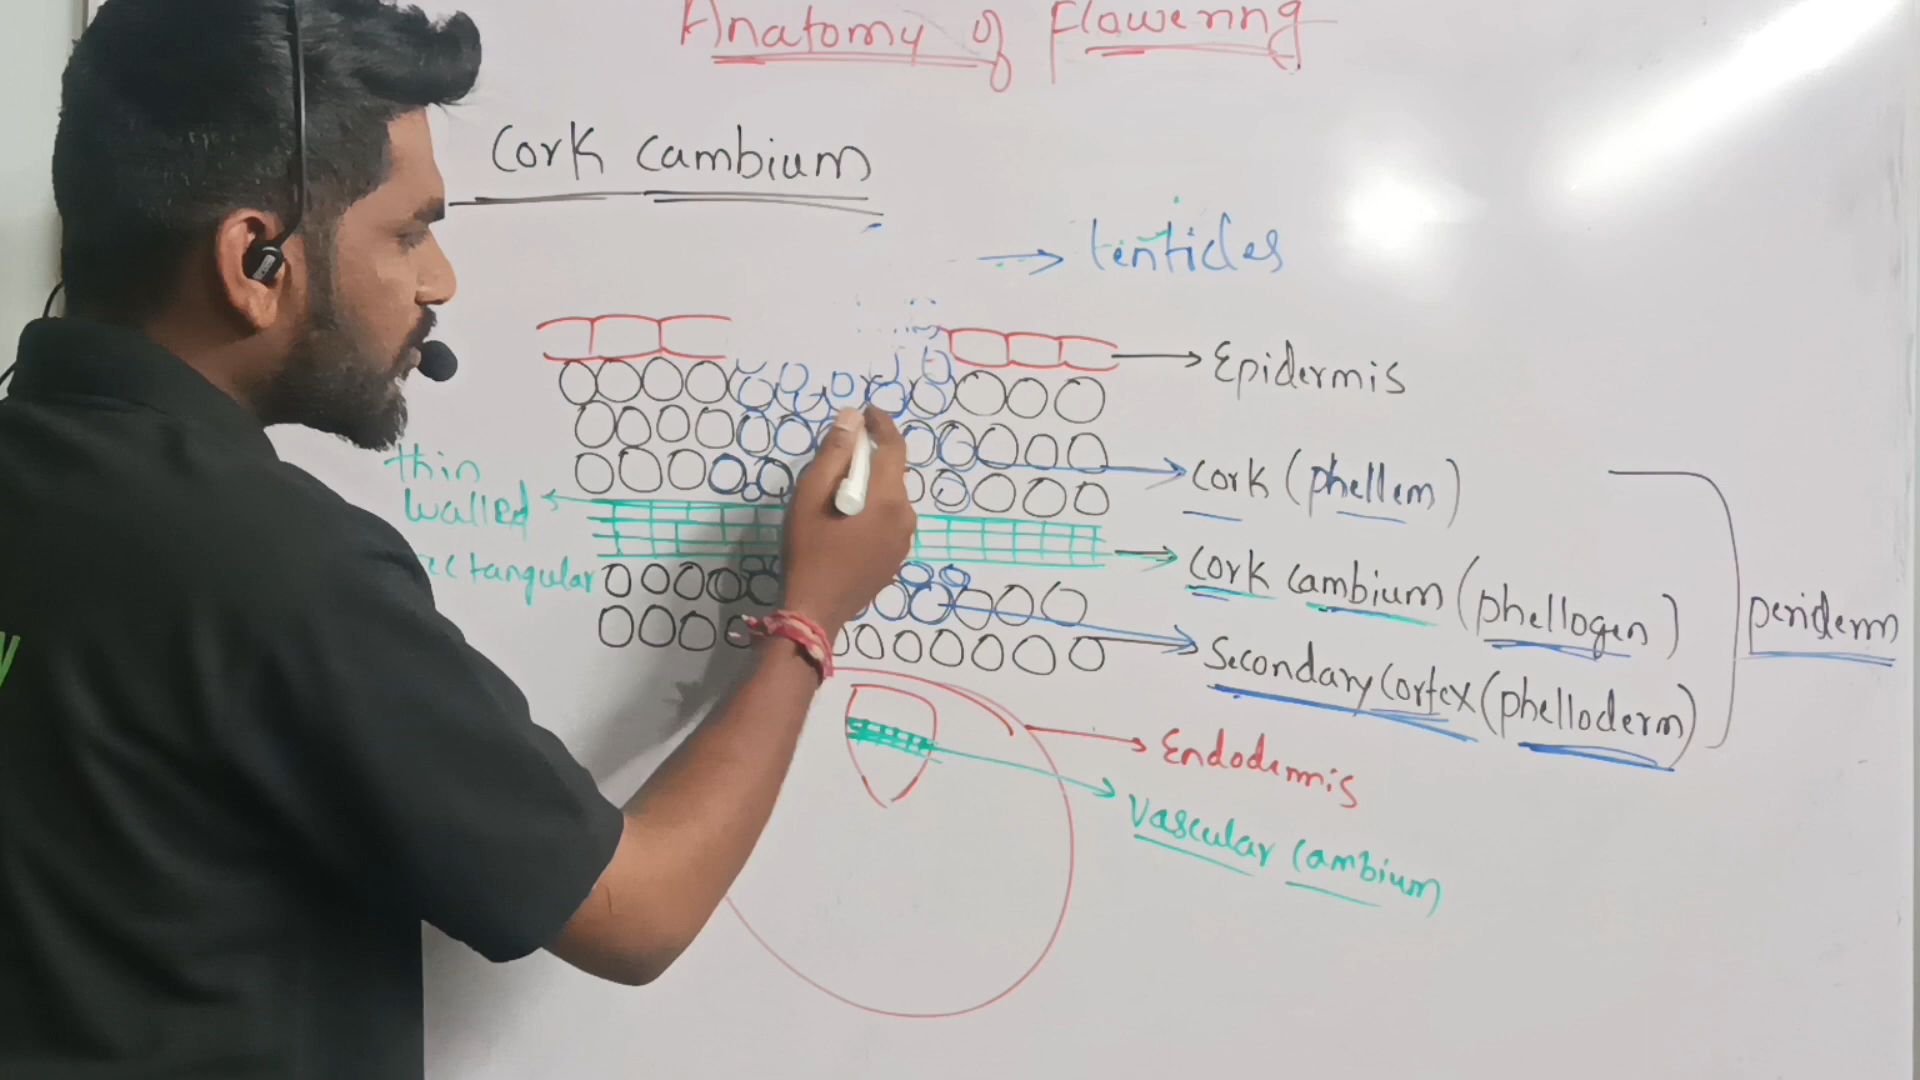 Anatomy of Flowering
Cork Cambium
→ lenticles
Epidermis
thin
walled
rectangular
Cork (phellem)
Cork Cambium (phellogen)
Secondary Cortex (phelloderm)
periderm
Endodermis
Vascular Cambium